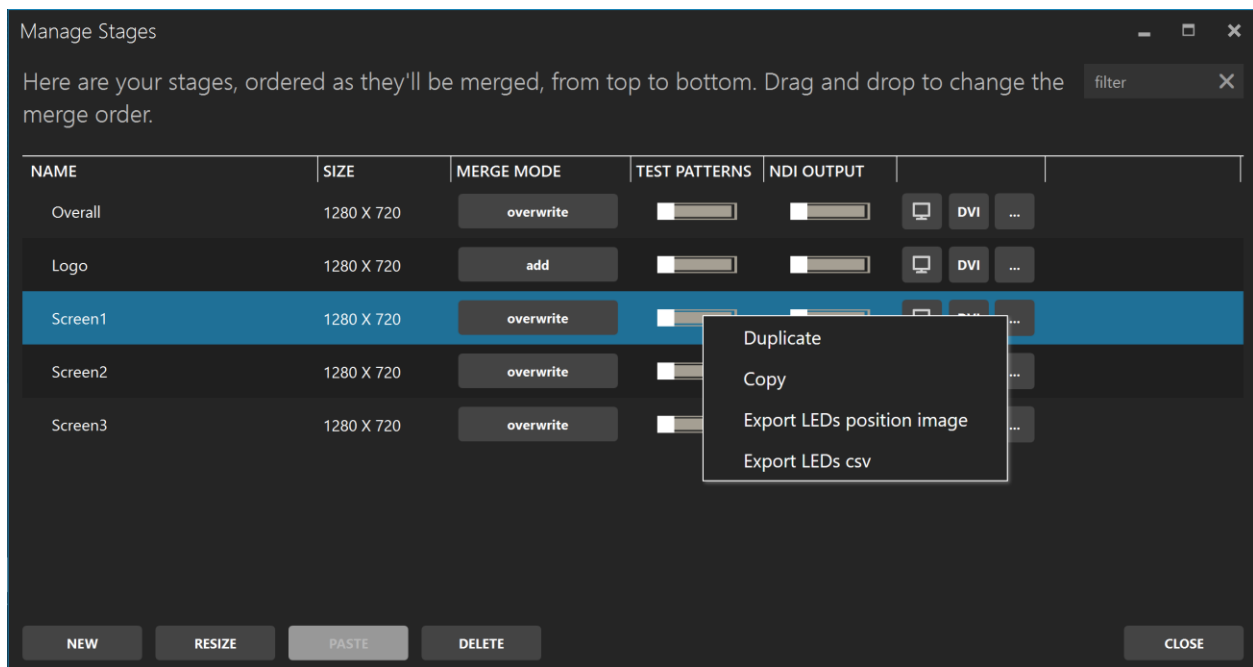 Manage Stages
Here are your stages, ordered as they'll be merged, from top to bottom. Drag and drop to change the
merge order.
filter
NAME SIZE MERGE MODE TEST PATTERNS NDI OUTPUT
Overall 1280 X 720 overwrite DVI ...
Logo 1280 X 720 add DVI ...
Screen1 1280 X 720 overwrite ...
Duplicate
Screen2 1280 X 720 overwrite ...
Copy
Export LEDs position image
Screen3 1280 X 720 overwrite ...
Export LEDs csv
NEW RESIZE PASTE DELETE CLOSE